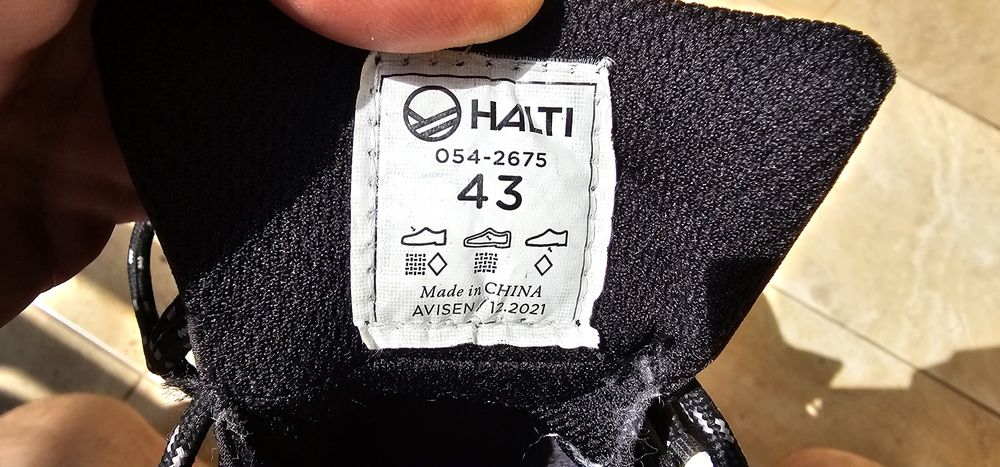 HALTI
054-2675
43
Made in CHINA
AVISEN / 12.2021